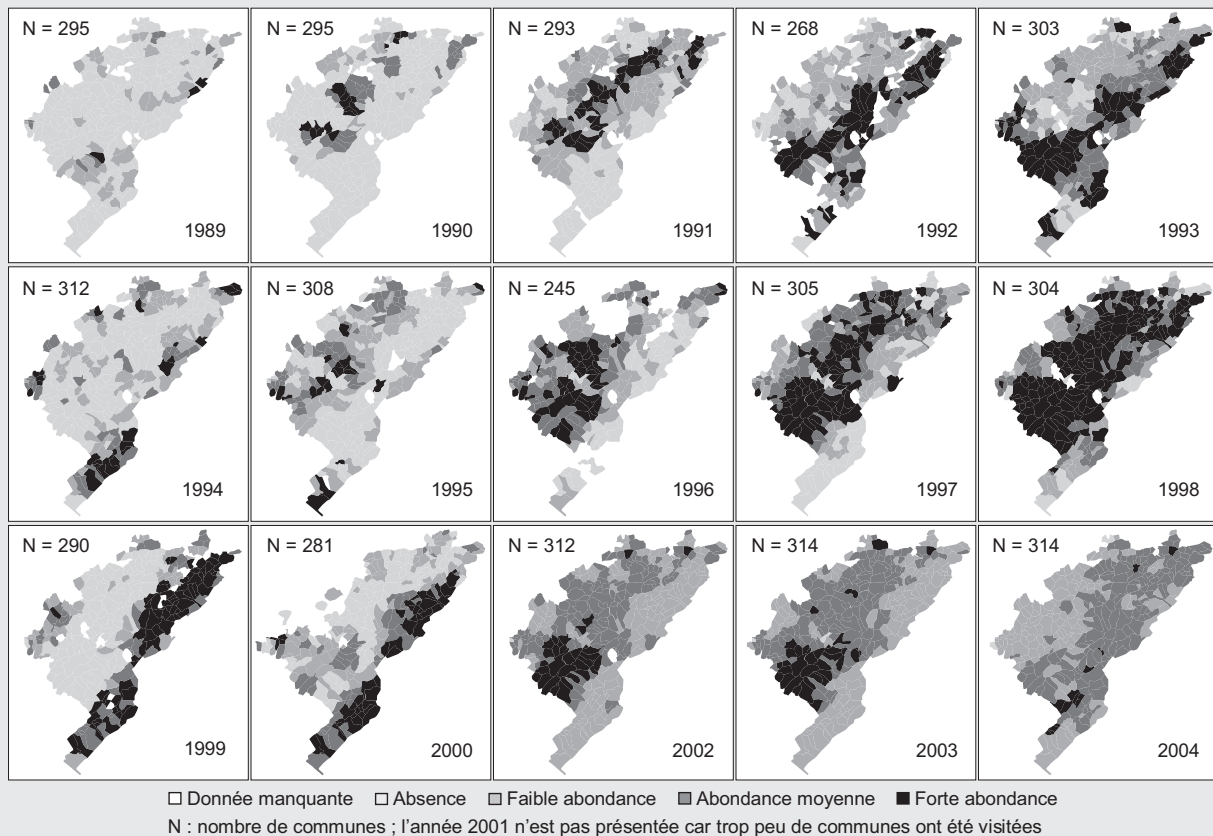 N = 295
1989
N = 295
1990
N = 293
1991
N = 268
1992
N = 303
1993
N = 312
1994
N = 308
1995
N = 245
1996
N = 305
1997
N = 304
1998
N = 290
1999
N = 281
2000
N = 312
2002
N = 314
2003
N = 314
2004
Donnée manquante Absence Faible abondance Abondance moyenne Forte abondance
N : nombre de communes ; l'année 2001 n'est pas présentée car trop peu de communes ont été visitées